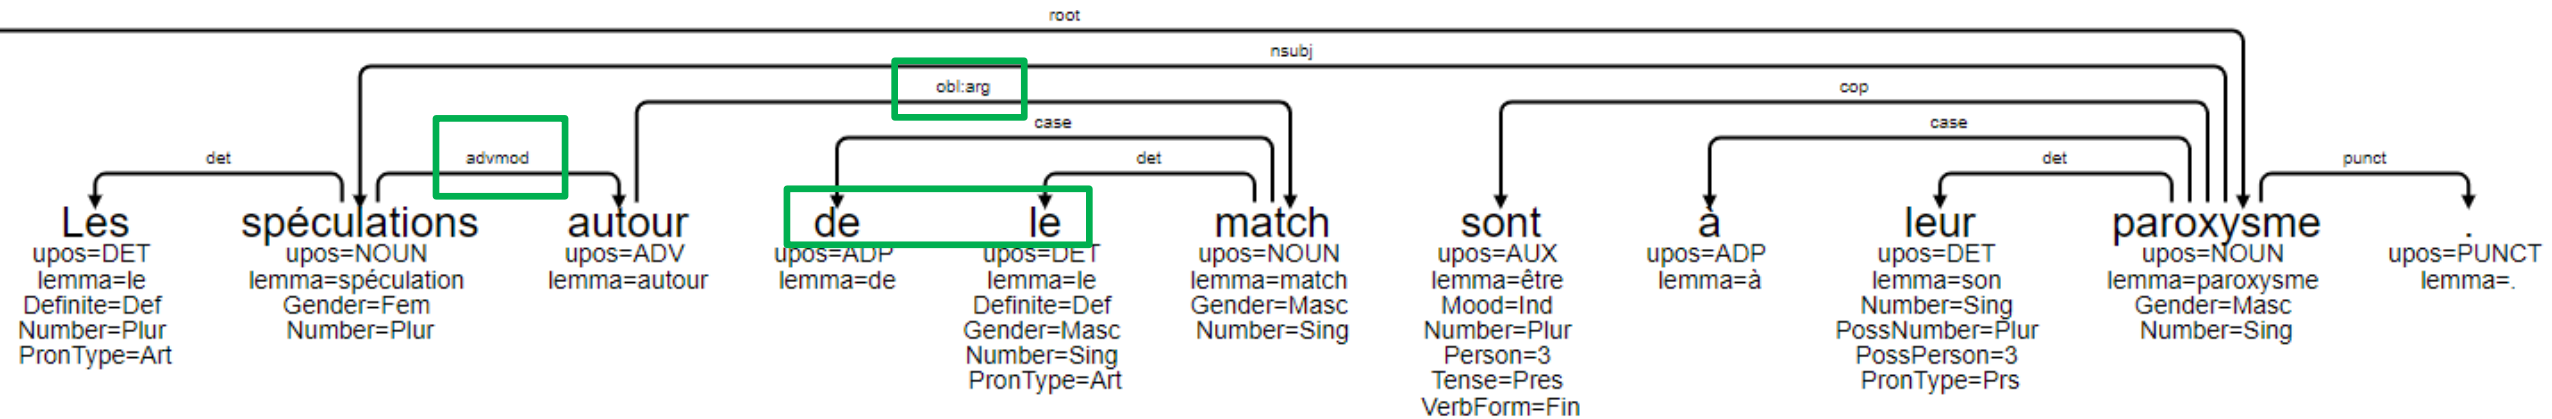 root
nsubj
obl:arg
cop
case
case
det
advmod
det
det
punct
Les spéculations autour de le match sont à leur paroxysme .
upos=DET upos=NOUN upos=ADV upos=ADP upos=DET upos=NOUN upos=AUX upos=ADP upos=DET upos=NOUN upos=PUNCT
lemma=le lemma=spéculation lemma=autour lemma=de lemma=le lemma=match lemma=être lemma=à lemma=son lemma=paroxysme lemma=.
Definite=Def Gender=Fem Definite=Def Gender=Masc Mood=Ind Number=Sing Gender=Masc
Number=Plur Number=Plur Gender=Masc Number=Sing Number=Plur PossNumber=Plur Number=Sing
PronType=Art Number=Sing Person=3 PossPerson=3
PronType=Art Tense=Pres PronType=Prs
VerbForm=Fin